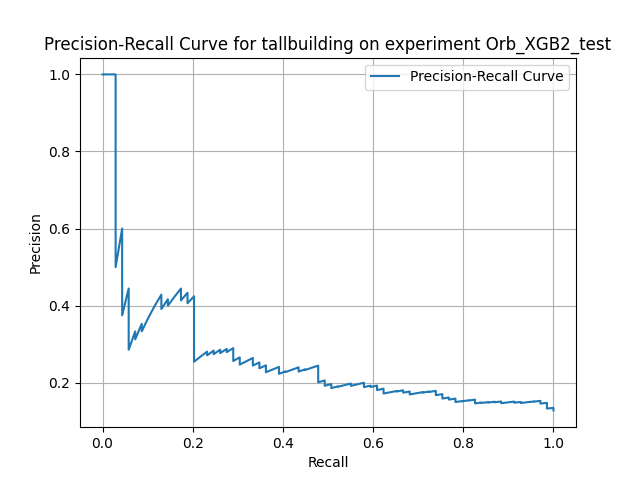 Precision-Recall Curve for tallbuilding on experiment Orb_XGB2_test
Precision-Recall Curve
1.0
0.8
0.6
0.4
0.2
Precision
0.0 0.2 0.4 0.6 0.8 1.0
Recall